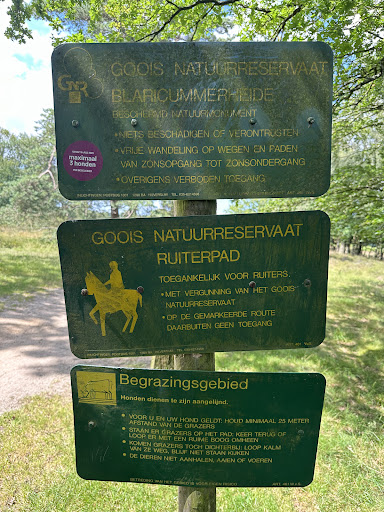 GNR
GOOIS NATUURRESERVAAT
BLARICUMMERHEIDE
BESCHERMD NATUURMONUMENT
• NIETS BESCHADIGEN OF VERONTRUSTEN
• VRIJE WANDELING OP WEGEN EN PADEN
VAN ZONSOPGANG TOT ZONSONDERGANG
• OVERIGENS VERBODEN TOEGANG
maximaal
3 honden
GOOIS NATUURRESERVAAT
RUITERPAD
TOEGANKELIJK VOOR RUITERS.
• MET VERGUNNING VAN HET GOOIS
NATUURRESERVAAT
• OP DE GEMARKEERDE ROUTE
DAARBUITEN GEEN TOEGANG
Begrazingsgebied
Honden dienen te zijn aangelijnd.
• VOOR U EN UW HOND GELDT: HOUD MINIMAAL 25 METER
AFSTAND VAN DE GRAZERS
• STAAN ER GRAZERS OP HET PAD, KEER TERUG OF
LOOP ER MET EEN RUIME BOOG OMHEEN
• KOMEN GRAZERS TOCH DICHTERBIJ: LOOP KALM
VAN ZE WEG, BLIJF NIET STAAN KIJKEN
• DE DIEREN NIET AANHALEN, AAIEN OF VOEREN